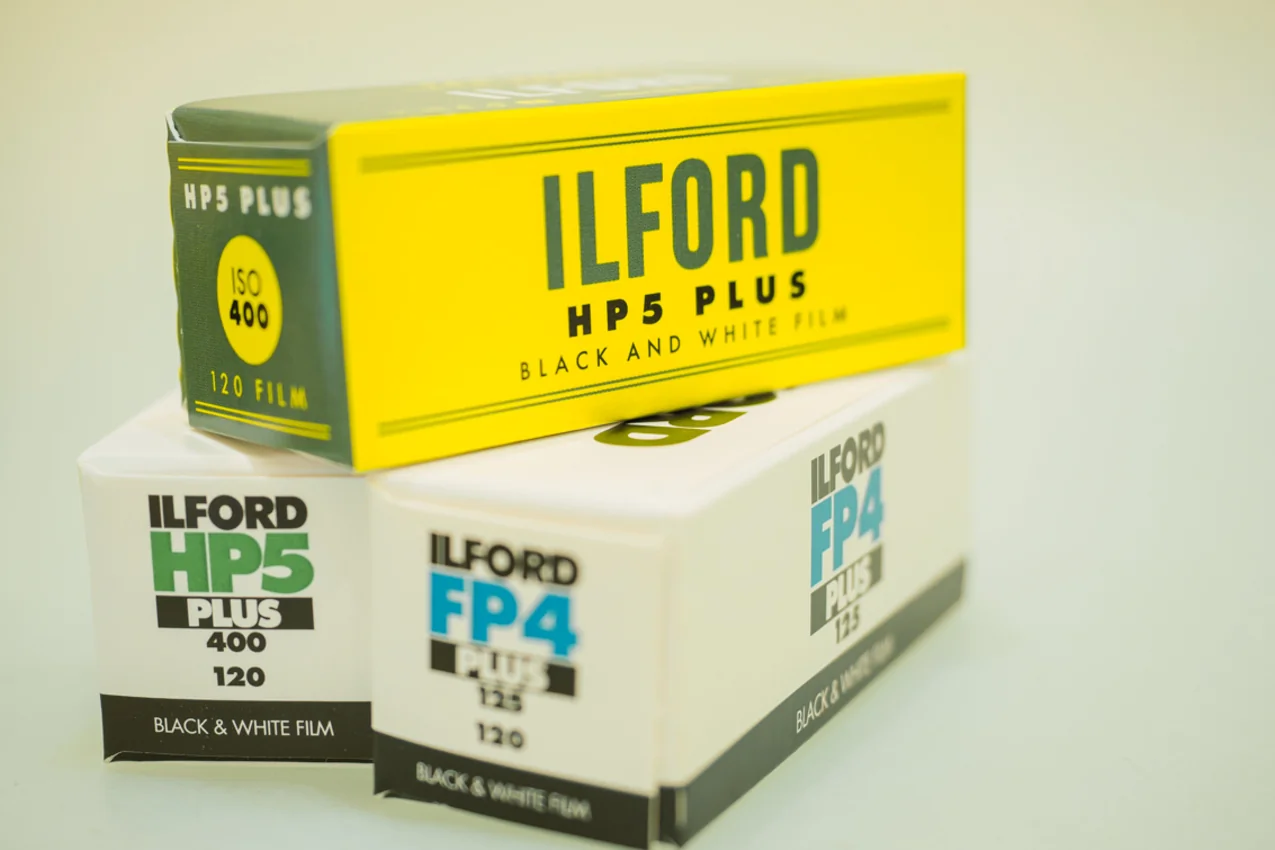 HP5 PLUS
ISO
400
120 FILM
ILFORD
HP5 PLUS
BLACK AND WHITE FILM
ILFORD
HP5
PLUS
400
120
BLACK & WHITE FILM
ILFORD
FP4
PLUS
125
120
BLACK & WHITE FILM
ILFORD
FP4
PLUS
125
BLACK & WHITE FILM